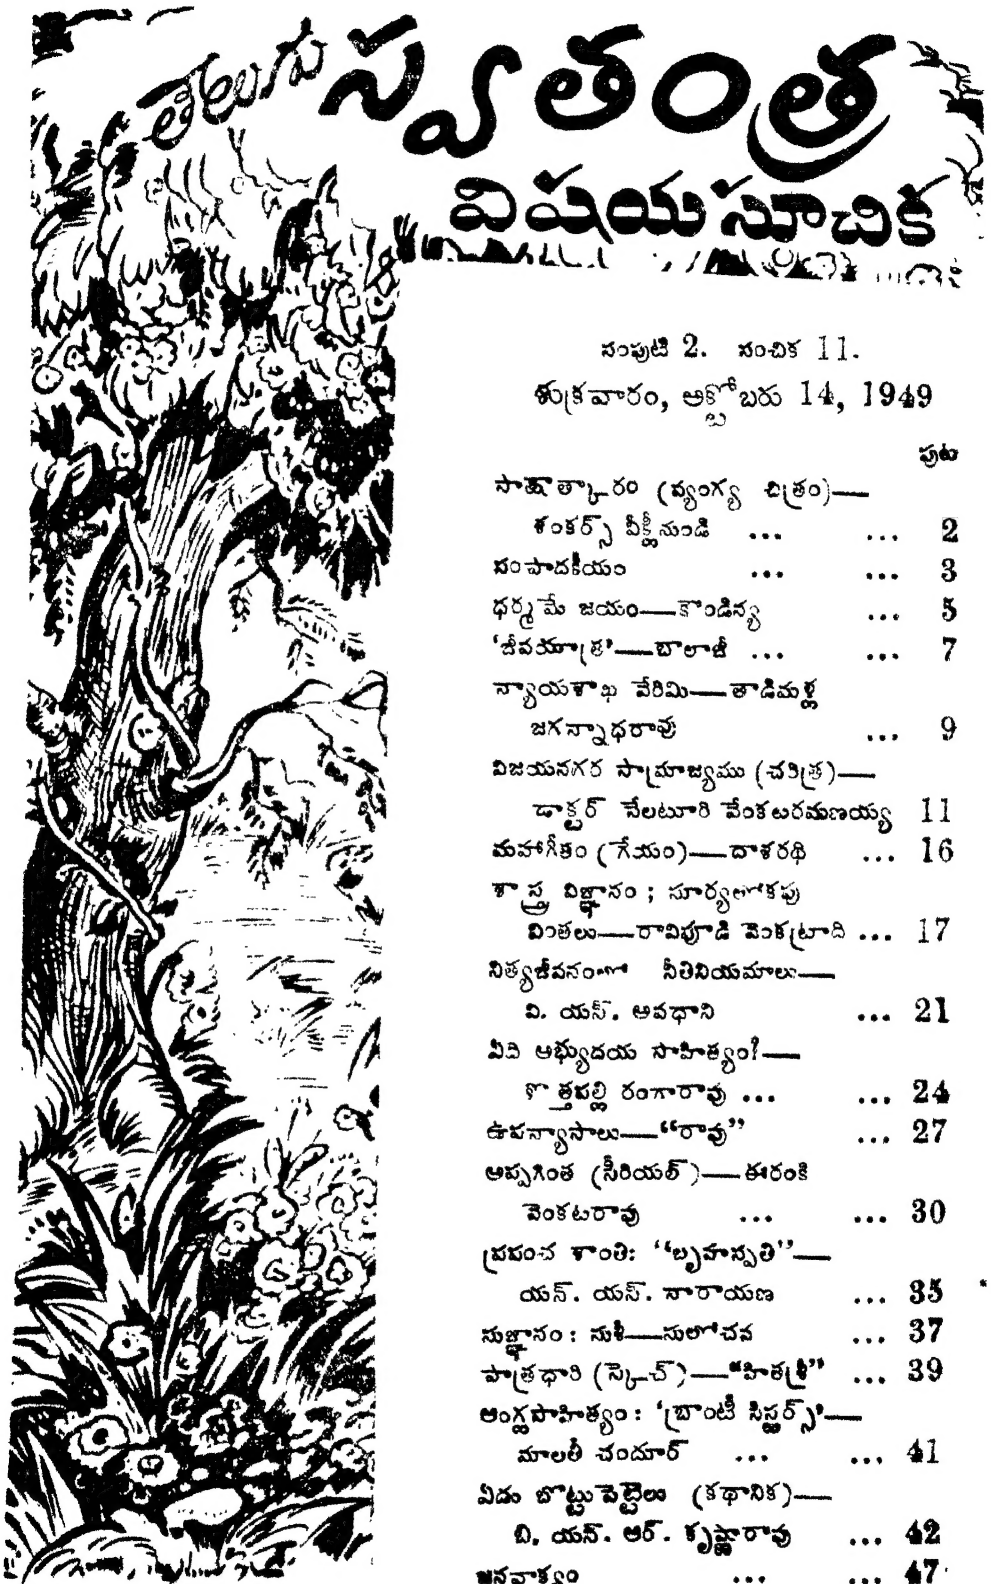 తెలుగు
స్వతంత్ర
విషయసూచిక
సంపుటి 2. సంచిక 11.
శుక్రవారం, అక్టోబరు 14, 1949
పుట
సాక్షాత్కారం (వ్యంగ్య చిత్రం)—
శంకర్స్ వీక్లీనుండి ... ... 2
సంపాదకీయం ... ... 3
ధర్మమే జయం—కౌండిన్య ... 5
'జీవయాత్ర'—బాలాజీ ... ... 7
న్యాయశాఖ పేరిమి—తాడిమళ్ల
జగన్నాధరావు ... 9
విజయనగర సామ్రాజ్యము (చరిత్ర)—
డాక్టర్ నేలటూరి వేంకటరమణయ్య 11
మహాగీతం (గేయం)—దాశరథి ... 16
శాస్త్ర విజ్ఞానం ; సూర్యలోకపు
వింతలు—రావిపూడి వెంకట్రాది ... 17
నిత్యజీవనంలో నీతినియమాలు—
వి. యస్. అవధాని ... 21
ఏది అభ్యుదయ సాహిత్యం?—
కొత్తపల్లి రంగారావు ... ... 24
ఉపన్యాసాలు—“రావు” ... 27
అప్పగింత (సీరియల్)—ఈరంకి
వెంకటరావు ... ... 30
ప్రపంచ శాంతి: “బృహస్పతి”—
యన్. యస్. నారాయణ ... 35
సుజ్ఞానం : సుశీ—సులోచన ... 37
పాత్రధారి (స్కెచ్)—“హితశ్రీ” ... 39
ఆంగ్లసాహిత్యం : 'బ్రాంటీ సిస్టర్స్'—
మాలతీ చందూర్ ... ... 41
ఏడం బొట్టు పెట్టెలు (కథానిక)—
బి. యన్. ఆర్. కృష్ణారావు ... 42
జనవాక్యం ... ... 47